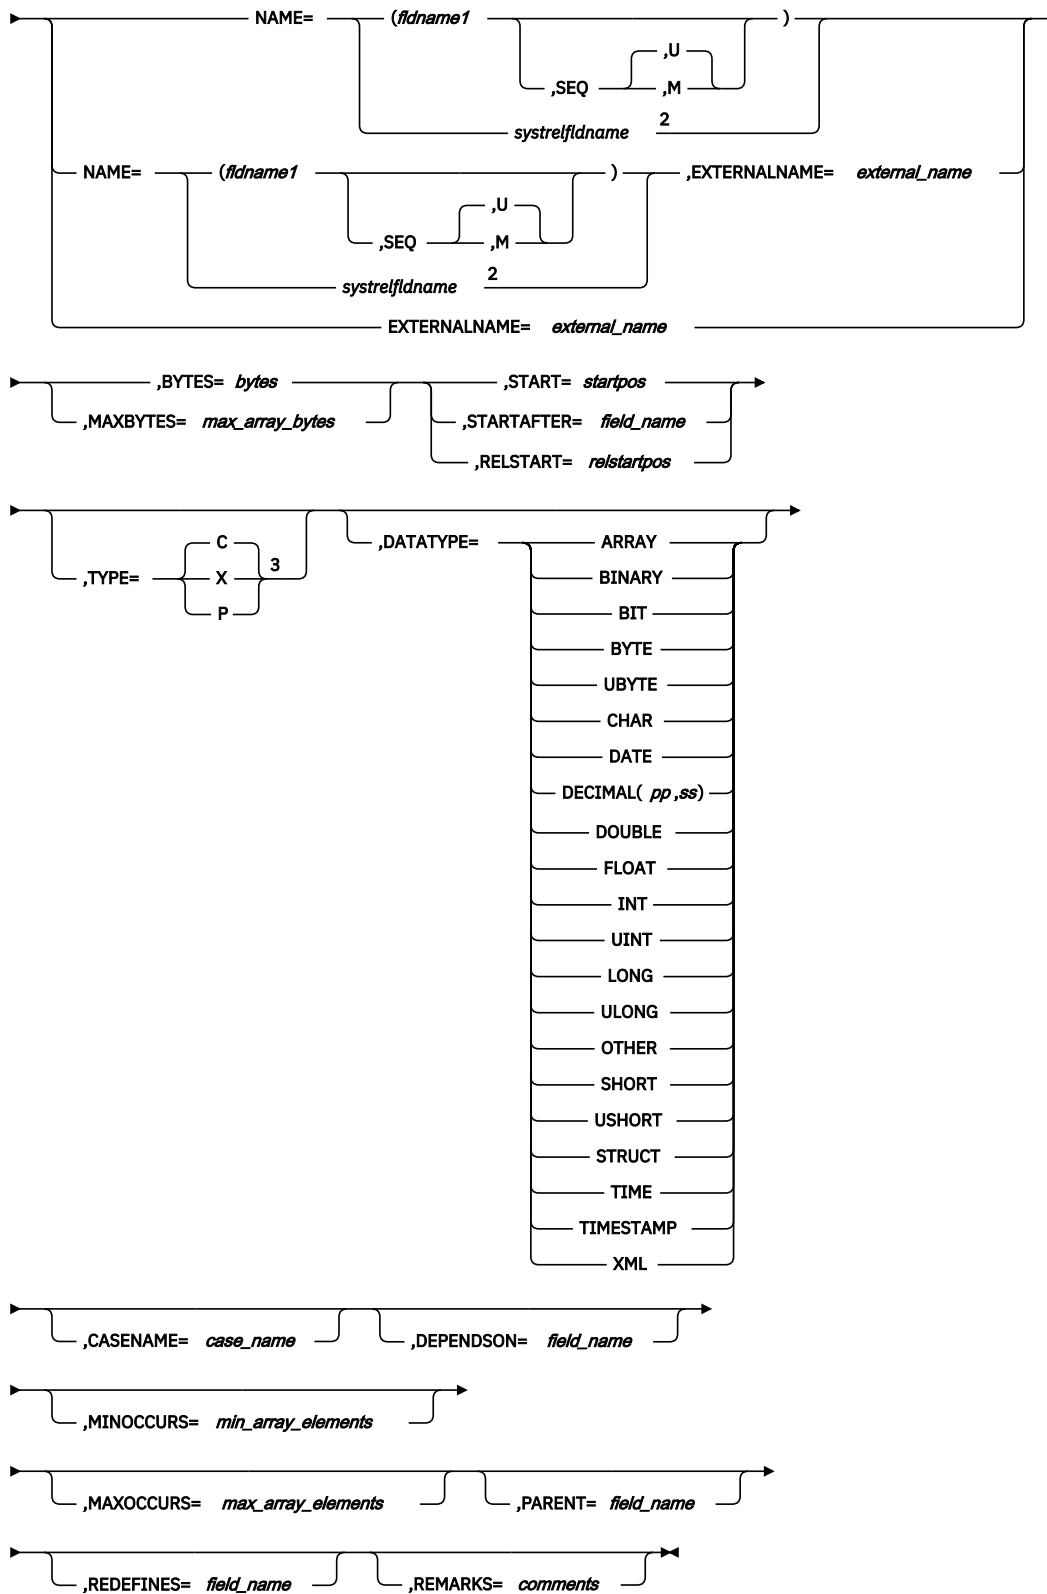 NAME= (fldname1 )
,U
,SEQ ,M
systrelfldname 2
NAME= (fldname1 ) ,EXTERNALNAME= external_name
,U
,SEQ ,M
systrelfldname 2
EXTERNALNAME= external_name
,BYTES= bytes ,START= startpos
,MAXBYTES= max_array_bytes ,STARTAFTER= field_name
,RELSTART= relstartpos
,TYPE= C X P 3
,DATATYPE= ARRAY
BINARY
BIT
BYTE
UBYTE
CHAR
DATE
DECIMAL( pp ,ss)
DOUBLE
FLOAT
INT
UINT
LONG
ULONG
OTHER
SHORT
USHORT
STRUCT
TIME
TIMESTAMP
XML
,CASENAME= case_name ,DEPENDSON= field_name
,MINOCCURS= min_array_elements
,MAXOCCURS= max_array_elements ,PARENT= field_name
,REDEFINES= field_name ,REMARKS= comments